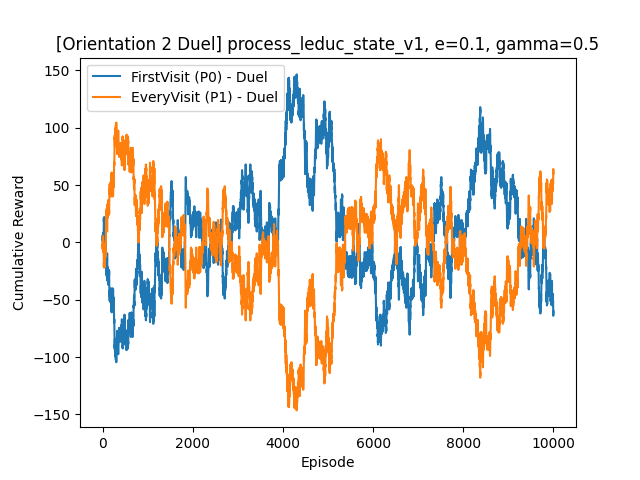 [Orientation 2 Duel] process_leduc_state_v1, e=0.1, gamma=0.5
FirstVisit (P0) - Duel
EveryVisit (P1) - Duel
150
100
50
0
−50
−100
−150
Cumulative Reward
0 2000 4000 6000 8000 10000
Episode